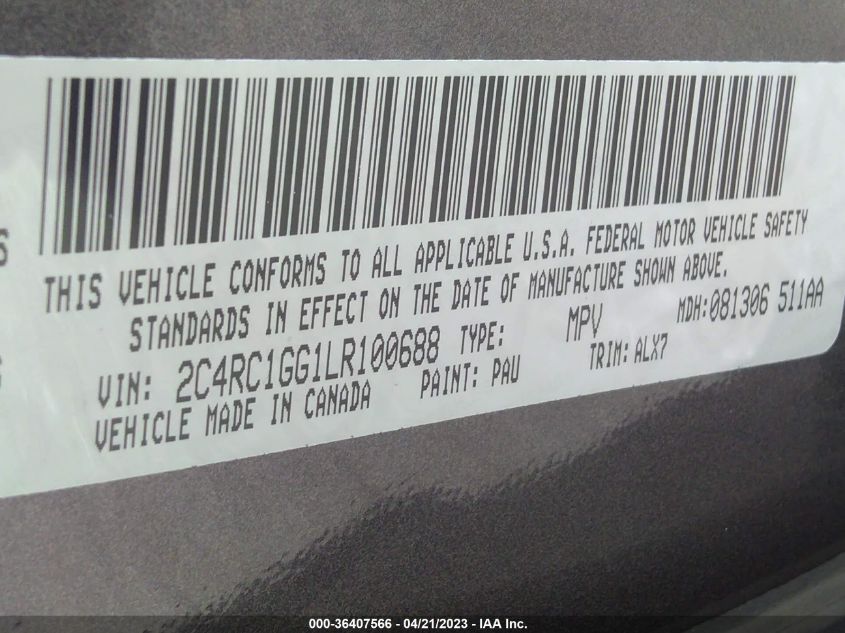 THIS VEHICLE CONFORMS TO ALL APPLICABLE U.S.A. FEDERAL MOTOR VEHICLE SAFETY
STANDARDS IN EFFECT ON THE DATE OF MANUFACTURE SHOWN ABOVE.
VIN: 2C4RC1GG1LR100688 TYPE: MPV MDH:081306 511AA
VEHICLE MADE IN CANADA PAINT: PAU TRIM: ALX7
000-36407566 - 04/21/2023 - IAA Inc.